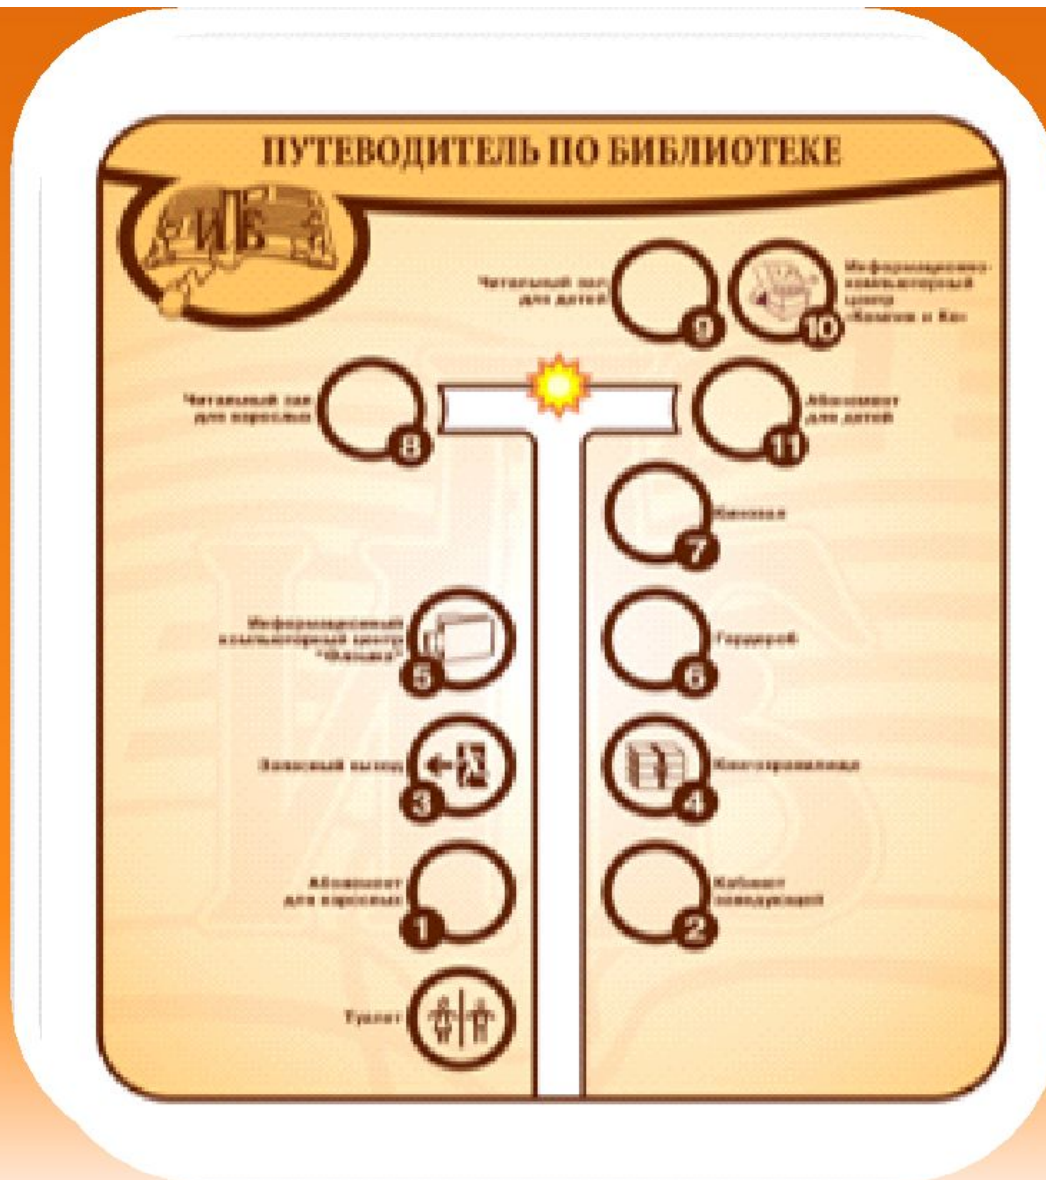 ПУТЕВОДИТЕЛЬ ПО БИБЛИОТЕКЕ
ИБ
Читальный зал
для детей
9
10
Информационно-
компьютерный
центр
Читальный зал
для взрослых
8
Абонемент
для детей
11
Кинозал
7
Информационный
компьютерный центр
5
Гардероб
6
Запасный выход
3
Книгохранилище
4
Абонемент
для взрослых
1
Кабинет
заведующей
2
Туалет